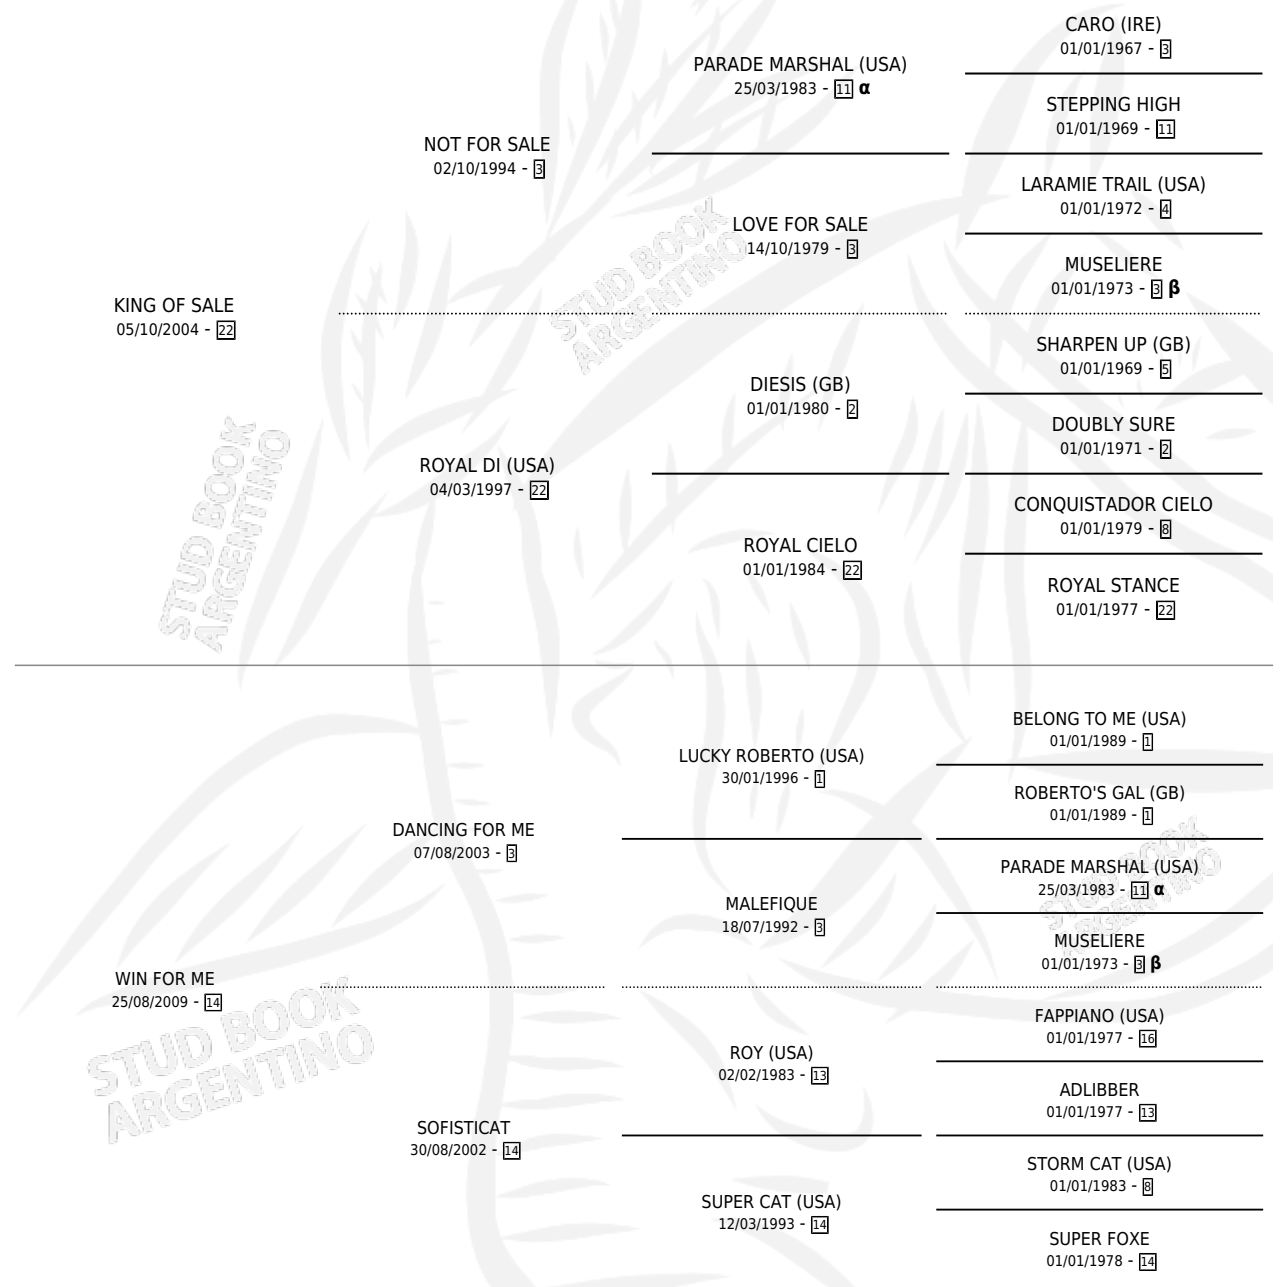 CARO (IRE)
01/01/1967 - 3
PARADE MARSHAL (USA)
25/03/1983 - 11 α
STEPPING HIGH
01/01/1969 - 11
NOT FOR SALE
02/10/1994 - 3
LARAMIE TRAIL (USA)
01/01/1972 - 4
LOVE FOR SALE
14/10/1979 - 3
MUSELIERE
01/01/1973 - 3 β
KING OF SALE
05/10/2004 - 22
SHARPEN UP (GB)
01/01/1969 - 5
DIESIS (GB)
01/01/1980 - 2
DOUBLY SURE
01/01/1971 - 2
ROYAL DI (USA)
04/03/1997 - 22
CONQUISTADOR CIELO
01/01/1979 - 8
ROYAL CIELO
01/01/1984 - 22
ROYAL STANCE
01/01/1977 - 22
BELONG TO ME (USA)
01/01/1989 - 1
LUCKY ROBERTO (USA)
30/01/1996 - 1
ROBERTO'S GAL (GB)
01/01/1989 - 1
DANCING FOR ME
07/08/2003 - 3
PARADE MARSHAL (USA)
25/03/1983 - 11 α
MALEFIQUE
18/07/1992 - 3
MUSELIERE
01/01/1973 - 3 β
WIN FOR ME
25/08/2009 - 14
FAPPIANO (USA)
01/01/1977 - 16
ROY (USA)
02/02/1983 - 13
ADLIBBER
01/01/1977 - 13
SOFISTICAT
30/08/2002 - 14
STORM CAT (USA)
01/01/1983 - 8
SUPER CAT (USA)
12/03/1993 - 14
SUPER FOXE
01/01/1978 - 14
STUD BOOK
ARGENTINO
STUD BOOK
ARGENTINO
STUD BOOK
ARGENTINO
STUD BOOK
ARGENTINO